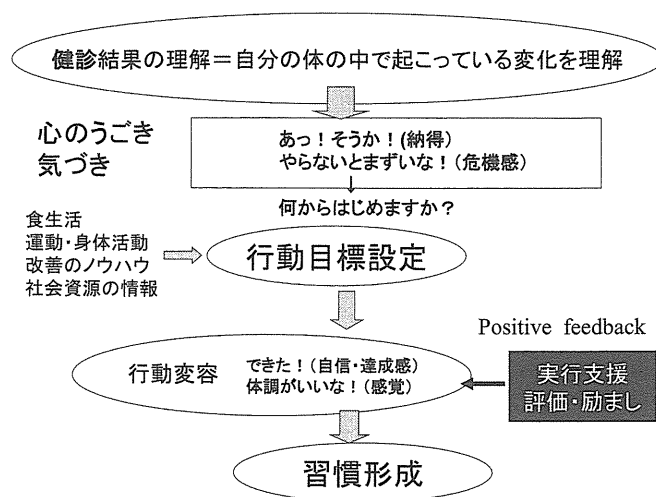 健診結果の理解＝自分の体の中で起こっている変化を理解
心のうごき
気づき
あっ！そうか！(納得)
やらないとまずいな！(危機感)
何からはじめますか？
食生活
運動・身体活動
改善のノウハウ
社会資源の情報
行動目標設定
Positive feedback
行動変容
できた！(自信・達成感)
体調がいいな！(感覚)
実行支援
評価・励まし
習慣形成